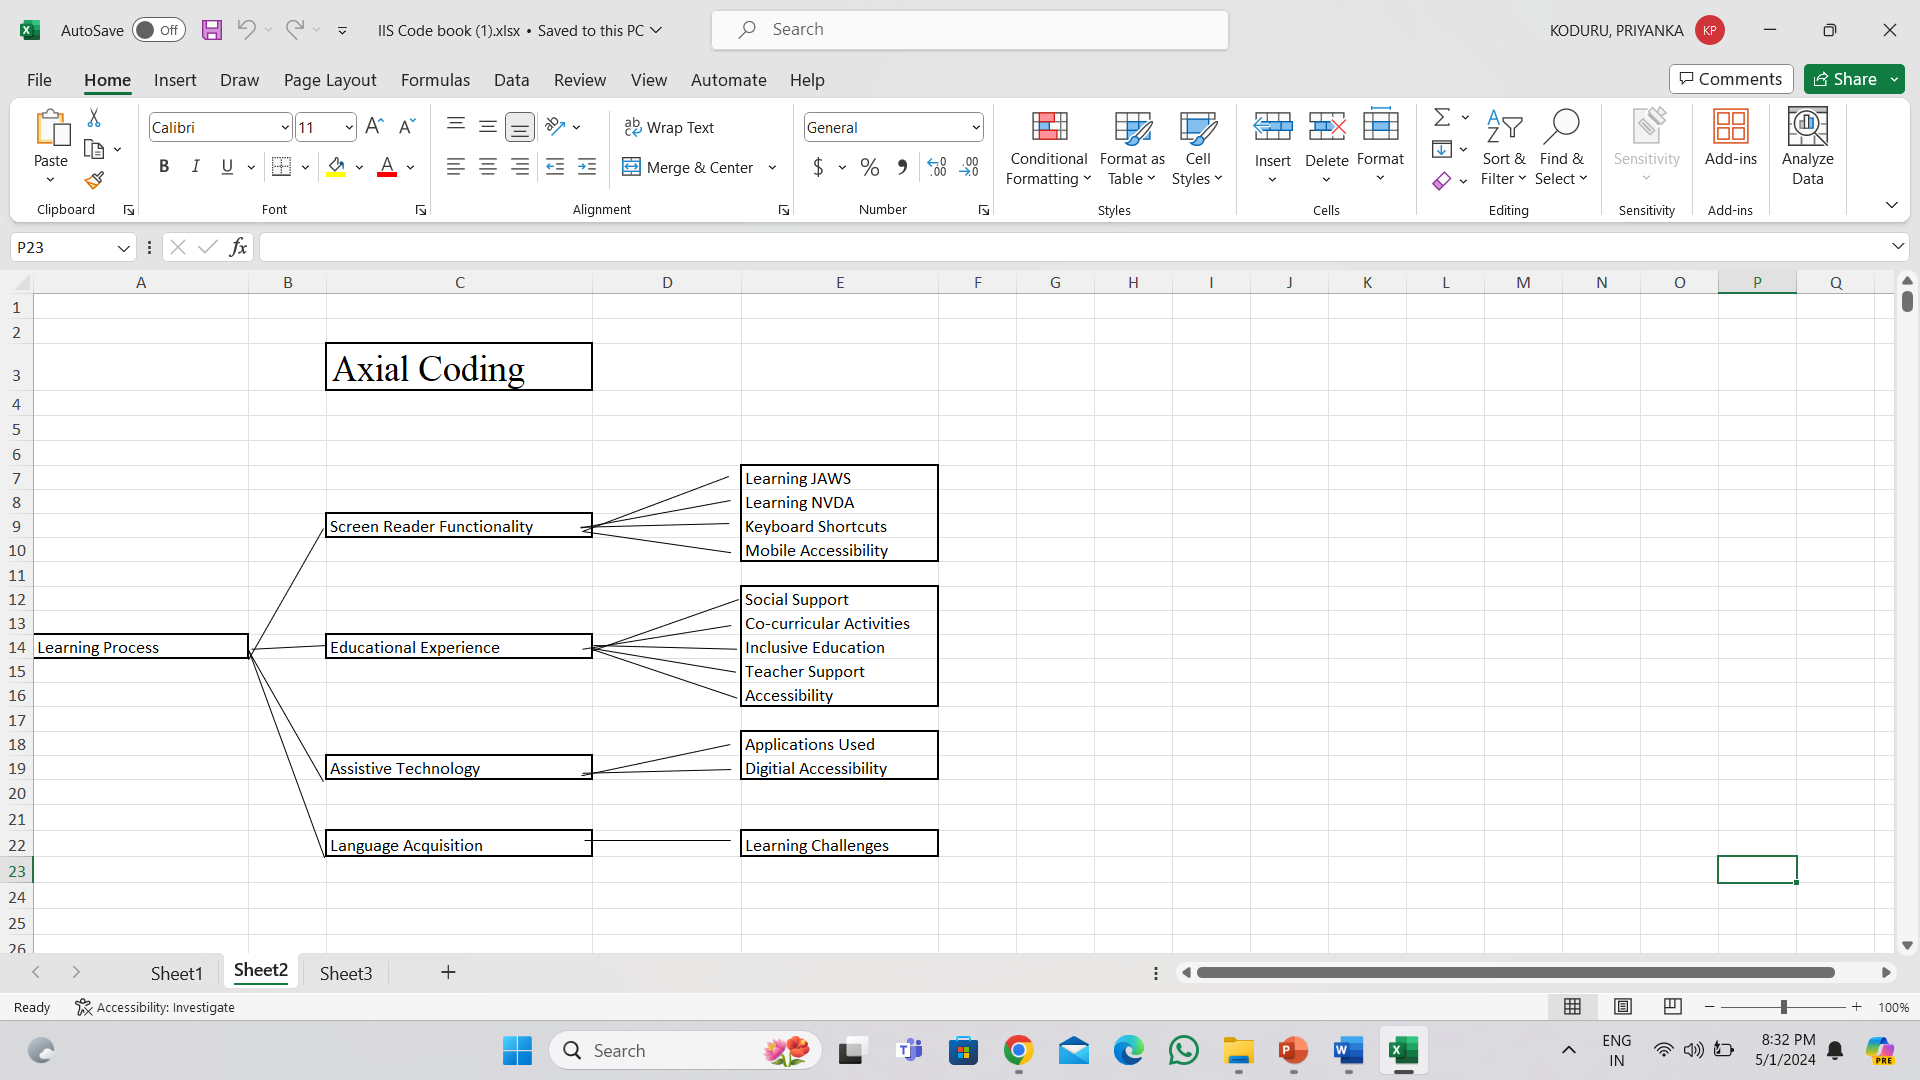 AutoSave Off IIS Code book (1).xlsx • Saved to this PC Search KODURU, PRIYANKA KP
File Home Insert Draw Page Layout Formulas Data Review View Automate Help Comments Share
Paste
Clipboard
Calibri 11
B I U A
Font
ab Wrap Text
Merge & Center
Alignment
General
$ % , .00
Number
Conditional Formatting
Format as Table
Cell Styles
Styles
Insert Delete Format
Cells
Sort & Filter
Find & Select
Editing
Sensitivity
Sensitivity
Add-ins
Add-ins
Analyze Data
P23 fx
A B C D E F G H I J K L M N O P Q
1
2
3 Axial Coding
4
5
6
7 Learning JAWS
8 Learning NVDA
9 Screen Reader Functionality Keyboard Shortcuts
10 Mobile Accessibility
11
12 Social Support
13 Co-curricular Activities
14 Learning Process Educational Experience Inclusive Education
15 Teacher Support
16 Accessibility
17
18 Applications Used
19 Assistive Technology Digitial Accessibility
20
21
22 Language Acquisition Learning Challenges
23
24
25
26
Sheet1 Sheet2 Sheet3
Ready Accessibility: Investigate 100%
Search ENG IN 8:32 PM 5/1/2024 PRE